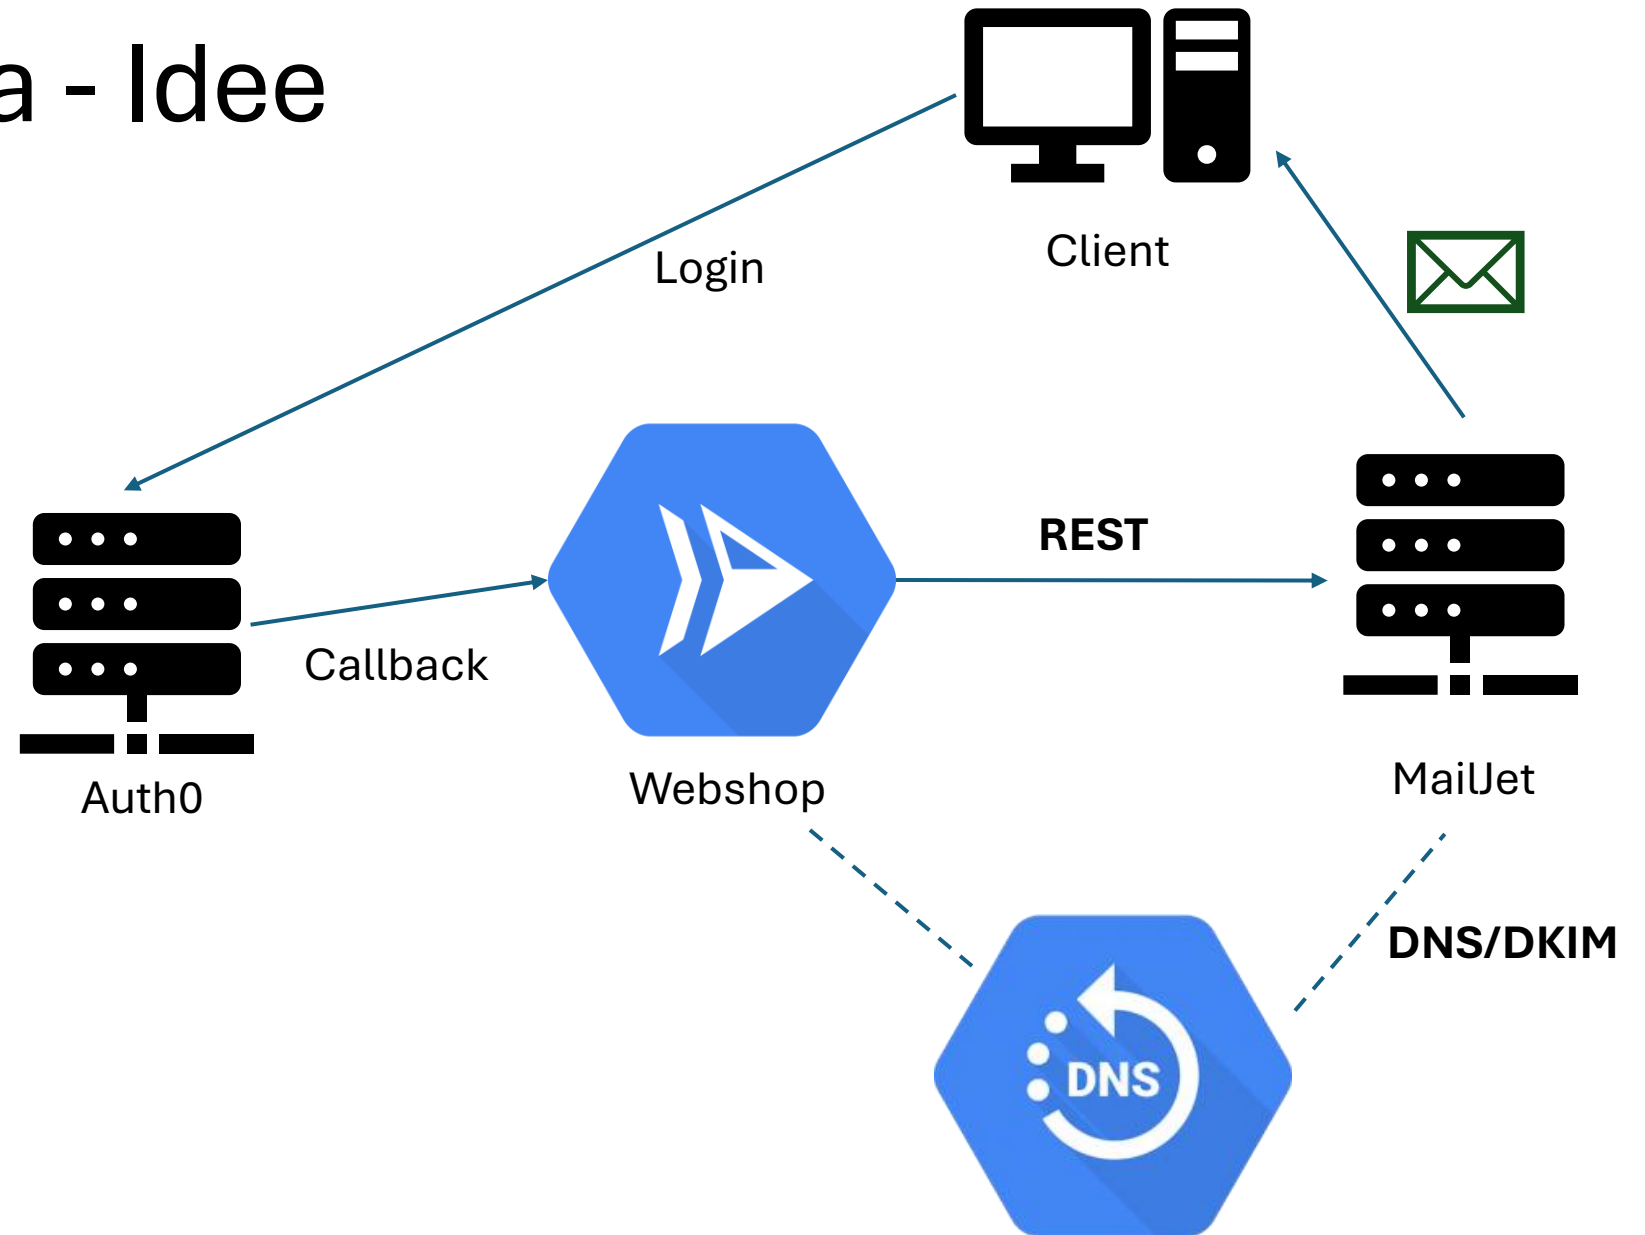 a - Idee
Client
Login
REST
Callback
MailJet
Webshop
Auth0
DNS/DKIM
DNS